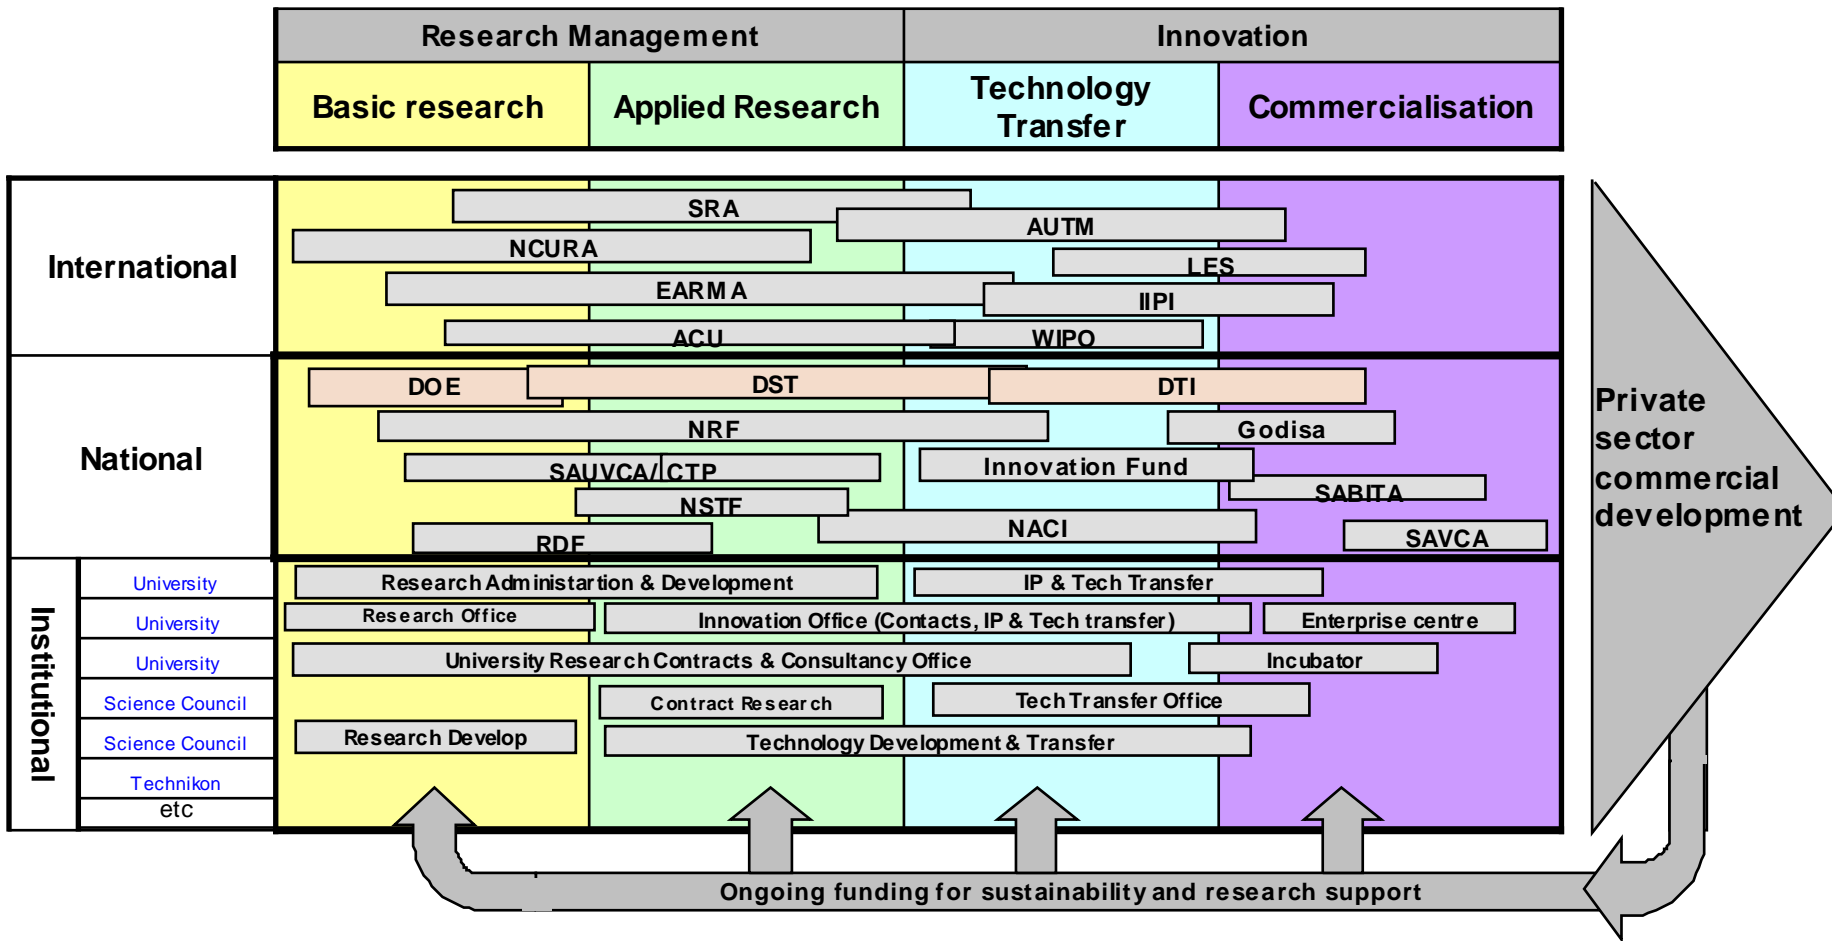 Research Management
Innovation
Basic research
Applied Research
Technology
Transfer
Commercialisation
International
SRA
AUTM
NCURA
LES
EARMA
IIPI
ACU
WIPO
National
DOE
DST
DTI
NRF
Godisa
SAUVCA/
CTP
Innovation Fund
NSTF
SABITA
RDF
NACI
SAVCA
Private
sector
commercial
development
Institutional
University
Research Administartion & Development
IP & Tech Transfer
University
Research Office
Innovation Office (Contacts, IP & Tech transfer)
Enterprise centre
University
University Research Contracts & Consultancy Office
Incubator
Science Council
Contract Research
Tech Transfer Office
Science Council
Research Develop
Technology Development & Transfer
Technikon
etc
Ongoing funding for sustainability and research support